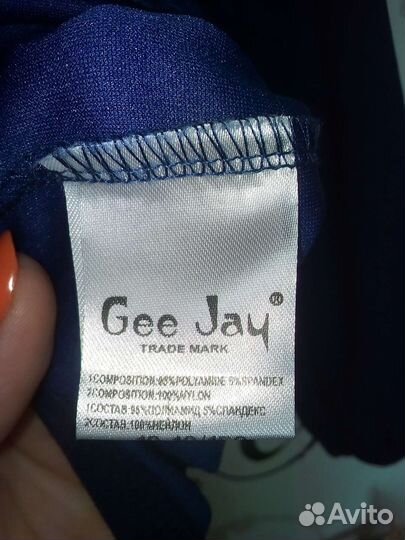 Gee Jay®
TRADE MARK
1COMPOSITION:95%POLYAMIDE 5%SPANDEX
2COMPOSITION:100%NYLON
1СОСТАВ:95%ПОЛИАМИД 5%СПАНДЕКС
2СОСТАВ:100%НЕЙЛОН
Avito